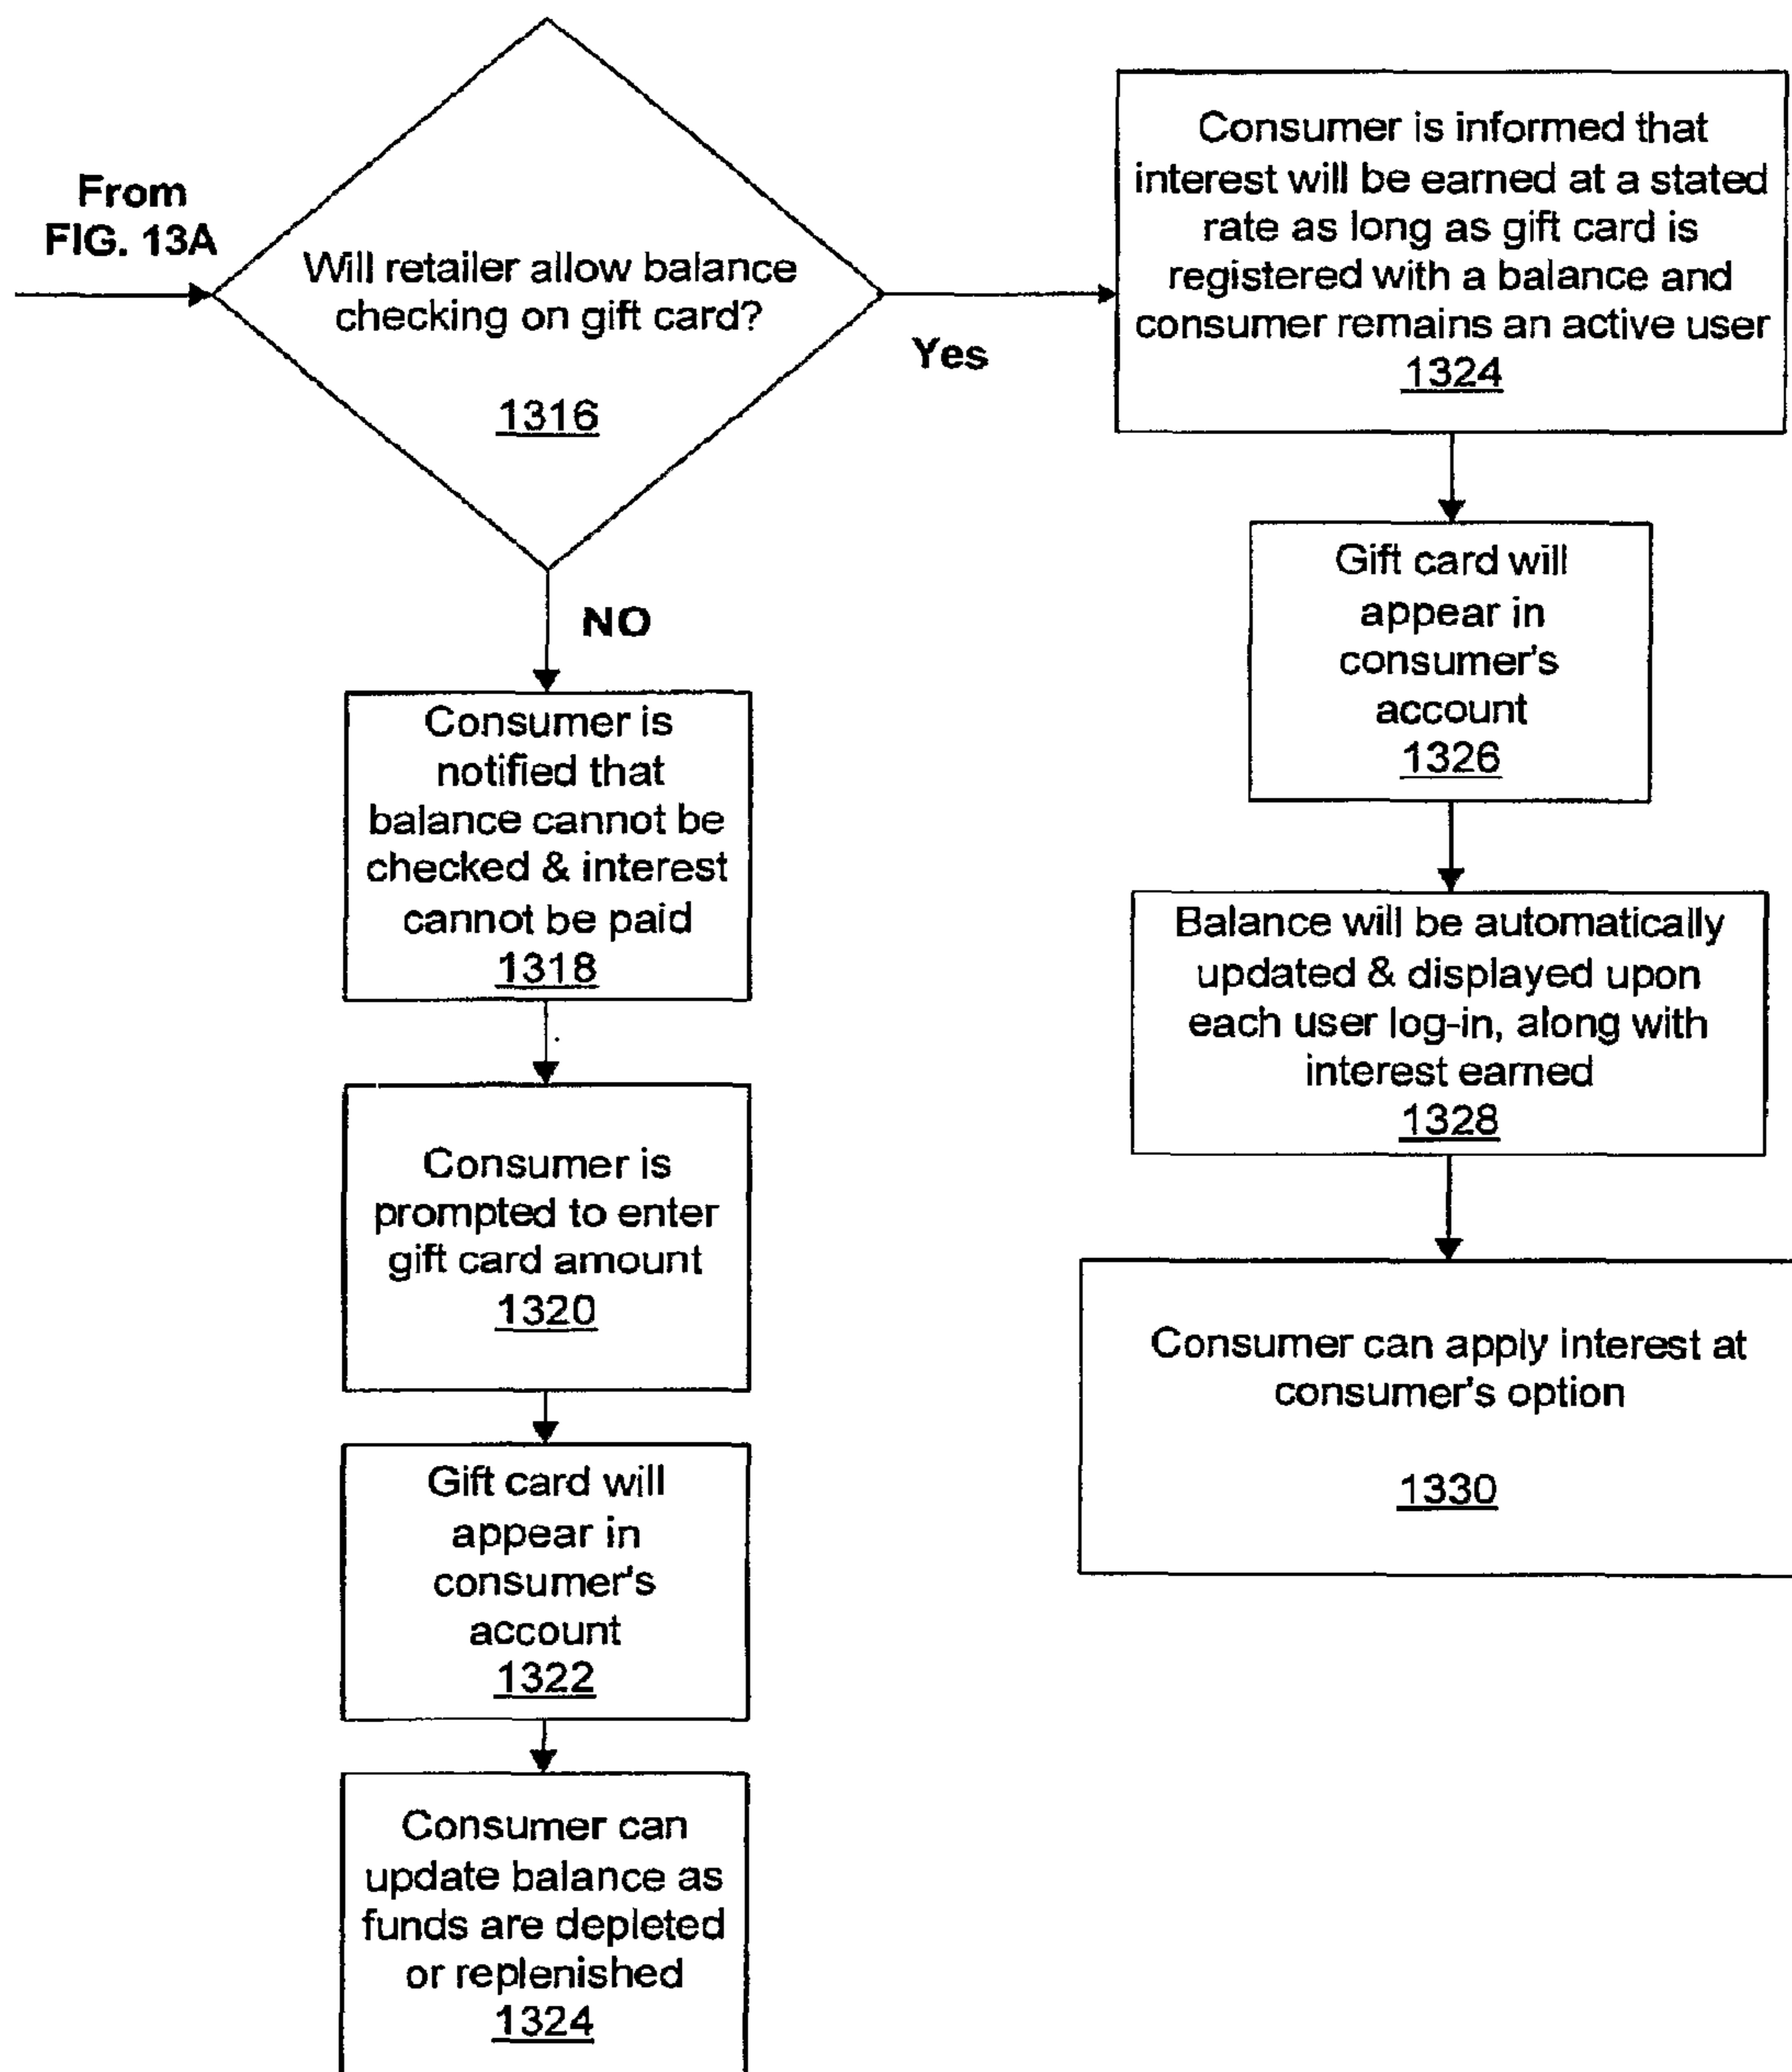 From
FIG. 13A
Will retailer allow balance
checking on gift card?
1316
Yes
NO
Consumer is
notified that
balance cannot be
checked & interest
cannot be paid
1318
Consumer is
prompted to enter
gift card amount
1320
Gift card will
appear in
consumer's
account
1322
Consumer can
update balance as
funds are depleted
or replenished
1324
Consumer is informed that
interest will be earned at a stated
rate as long as gift card is
registered with a balance and
consumer remains an active user
1324
Gift card will
appear in
consumer's
account
1326
Balance will be automatically
updated & displayed upon
each user log-in, along with
interest earned
1328
Consumer can apply interest at
consumer's option
1330